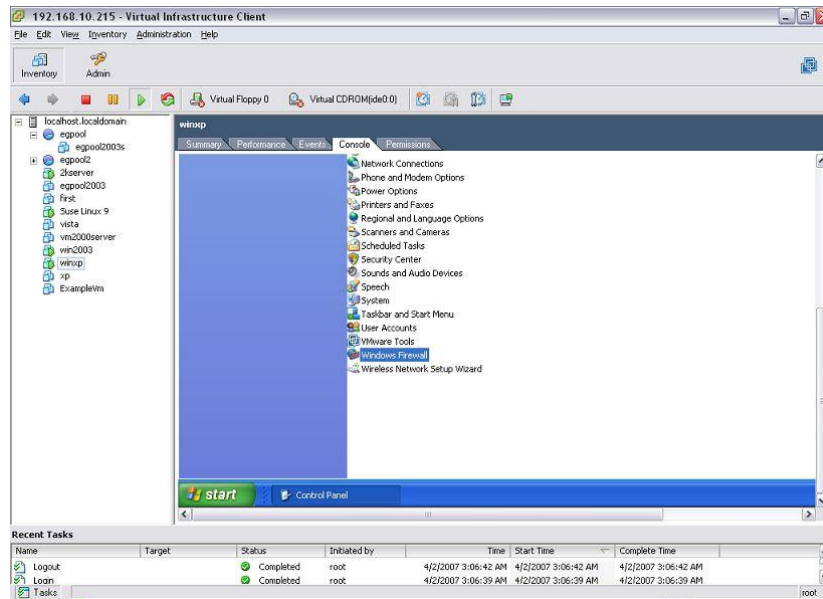 192.168.10.215 - Virtual Infrastructure Client
File Edit View Inventory Administration Help
Inventory Admin
Virtual Floppy 0 Virtual CDROM(ide0:0)
localhost.localdomain
egpool
egpool2003s
egpool2
2kserver
egpool2003
first
Suse Linux 9
vista
vm2000server
win2003
winxp
xp
ExampleVm
winxp
Summary Performance Events Console Permissions
Network Connections
Phone and Modem Options
Power Options
Printers and Faxes
Regional and Language Options
Scanners and Cameras
Scheduled Tasks
Security Center
Sounds and Audio Devices
Speech
System
Taskbar and Start Menu
User Accounts
VMware Tools
Windows Firewall
Wireless Network Setup Wizard
start Control Panel
Recent Tasks
Name Target Status Initiated by Time Start Time Complete Time
Logout Completed root 4/2/2007 3:06:42 AM 4/2/2007 3:06:42 AM 4/2/2007 3:06:42 AM
Login Completed root 4/2/2007 3:06:39 AM 4/2/2007 3:06:39 AM 4/2/2007 3:06:39 AM
Tasks root